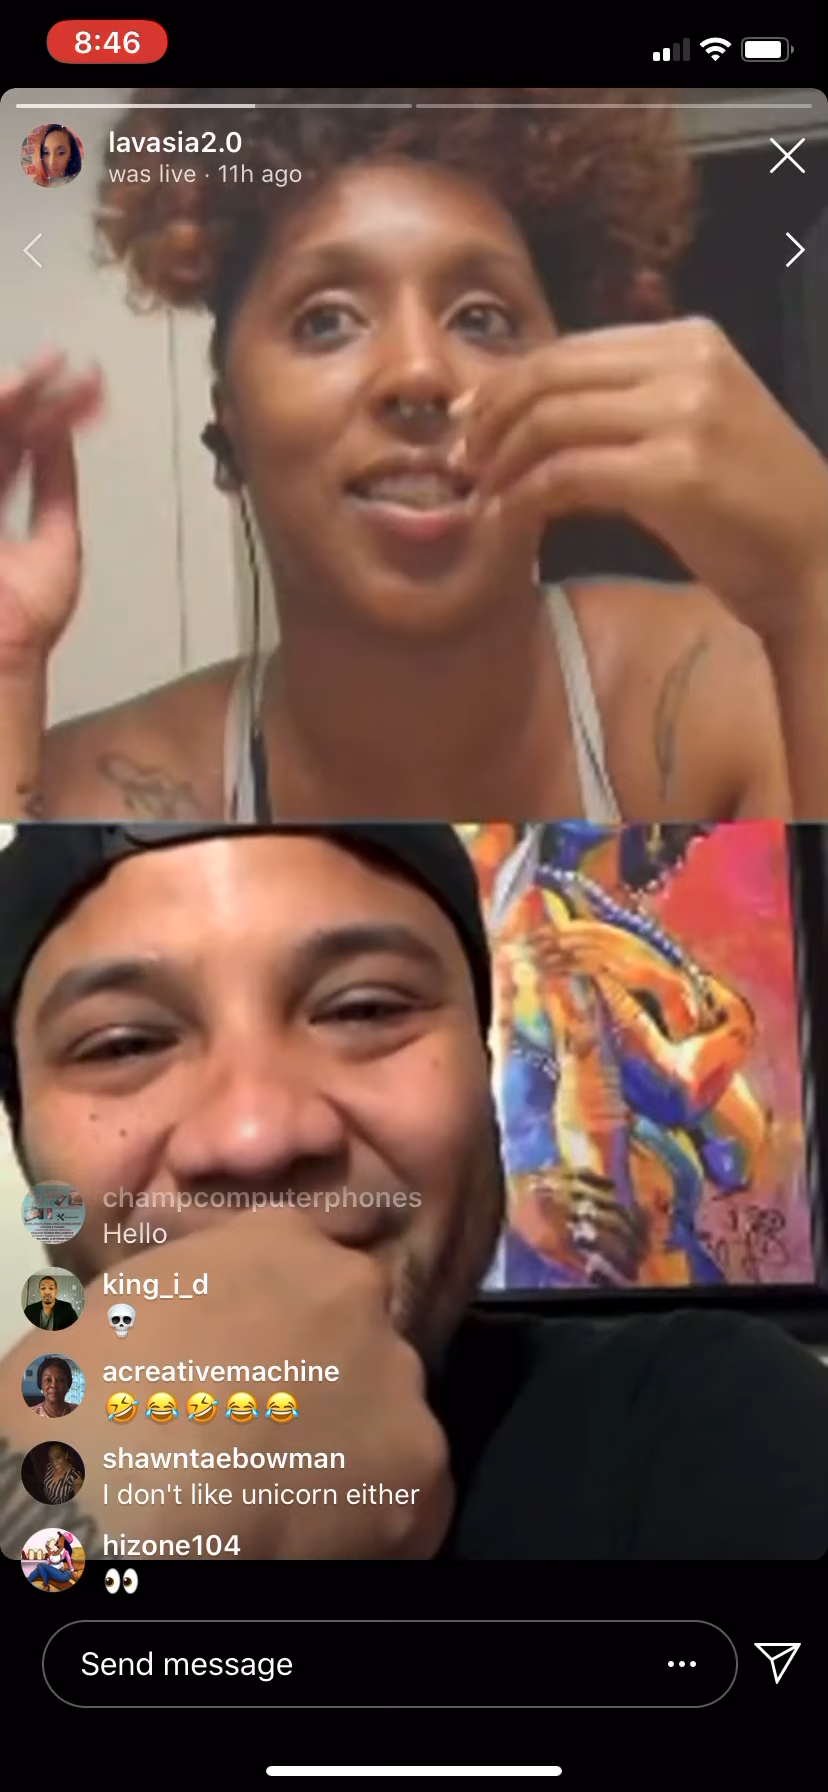 8:46
lavasia2.0
was live · 11h ago
champcomputerphones
Hello
king_i_d
💀
acreativemachine
🤣😂🤣😂😂
shawntaebowman
I don't like unicorn either
hizone104
👀
Send message